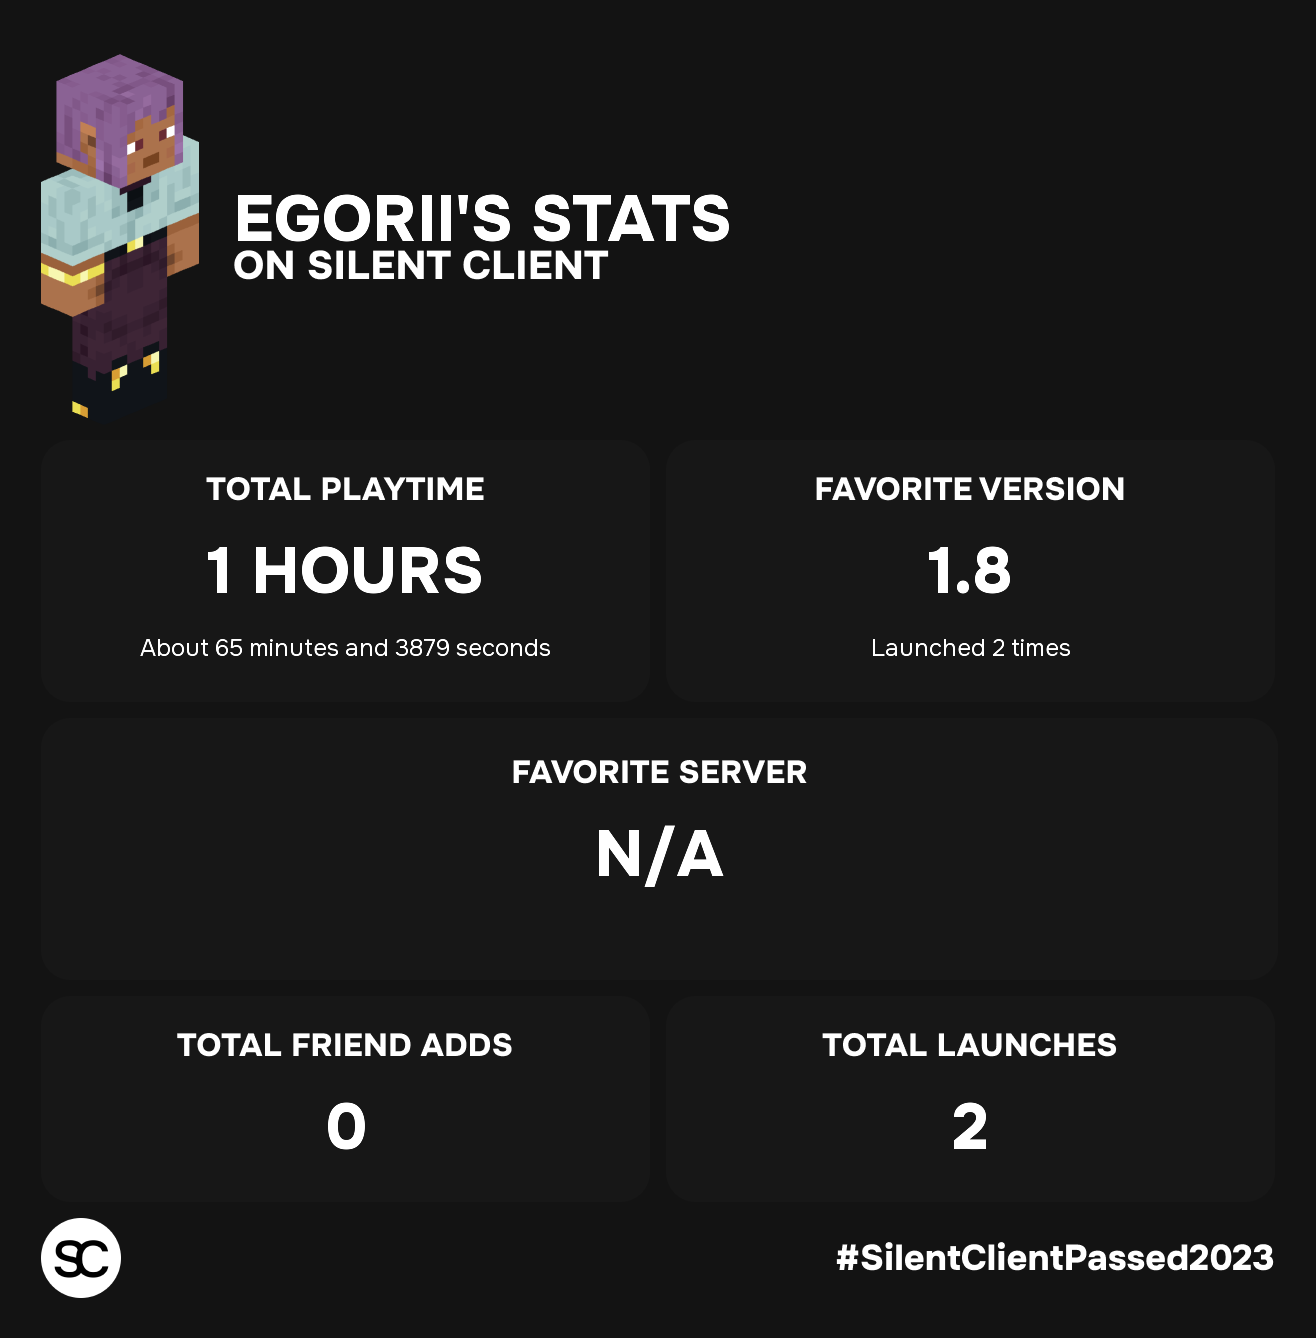 EGORII'S STATS
ON SILENT CLIENT
TOTAL PLAYTIME
1 HOURS
About 65 minutes and 3879 seconds
FAVORITE VERSION
1.8
Launched 2 times
FAVORITE SERVER
N/A
TOTAL FRIEND ADDS
0
TOTAL LAUNCHES
2
SC
#SilentClientPassed2023